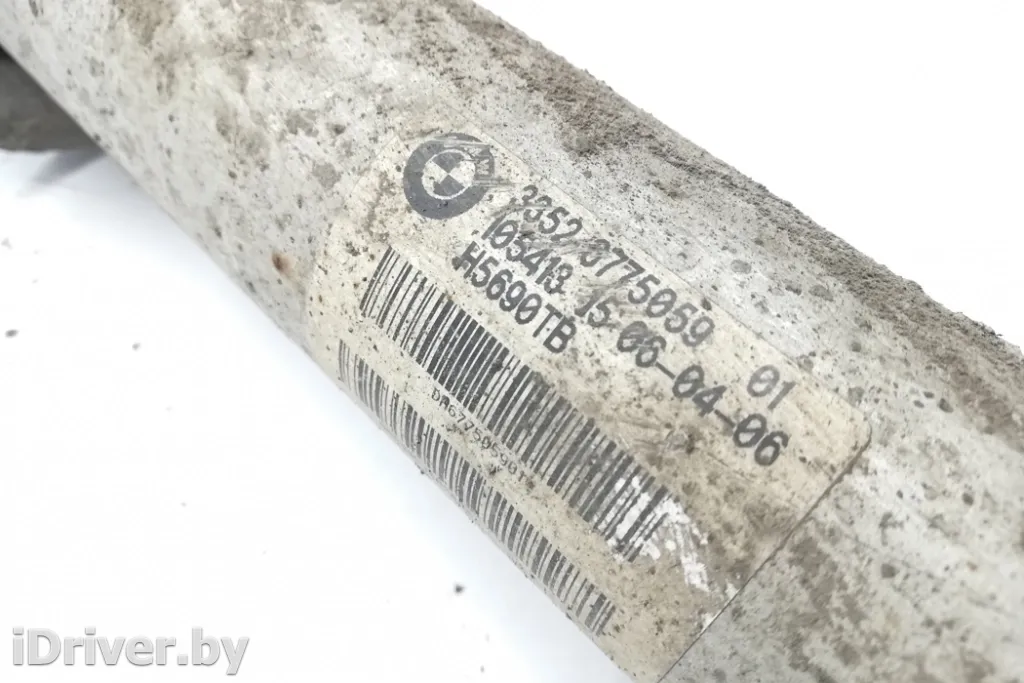 3352 6775059 01
105413 15-06-04-06
H5690TB
iDriver.by